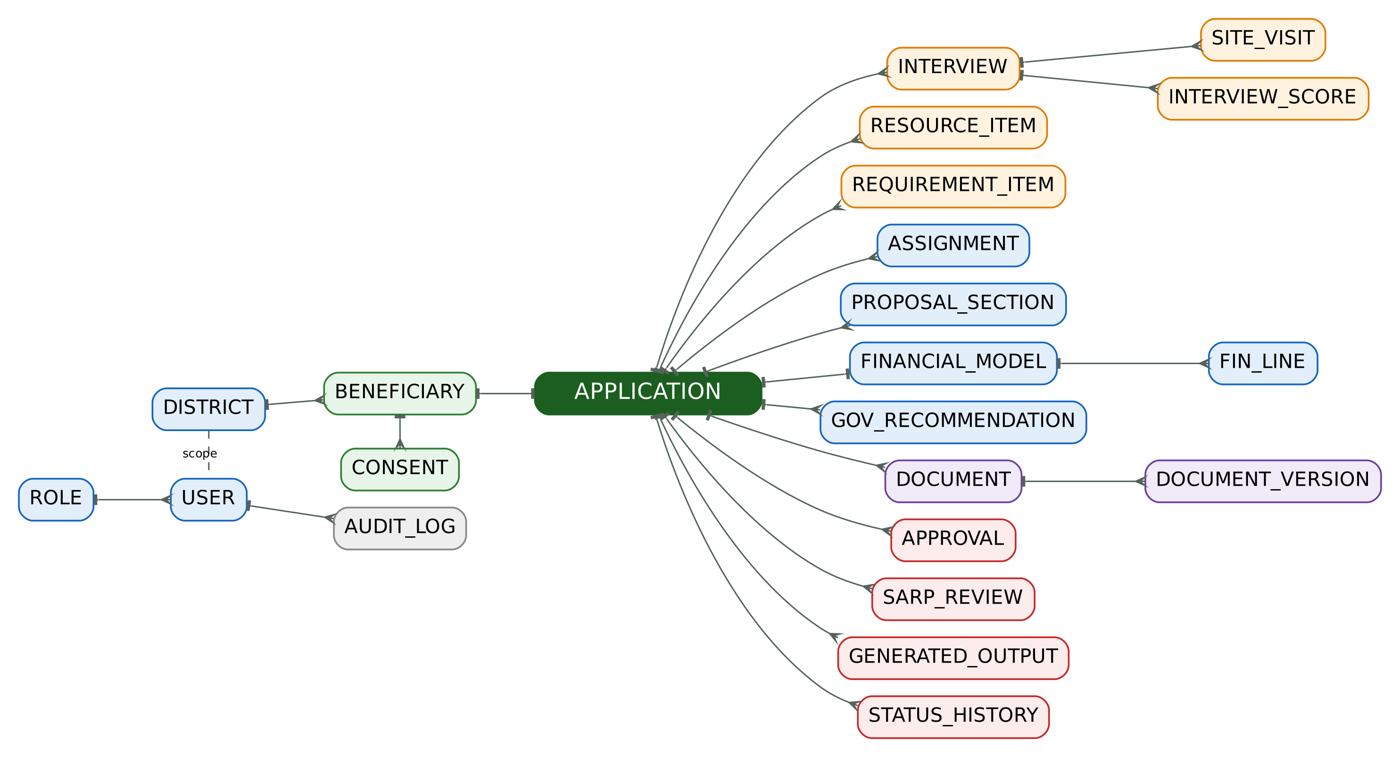 SITE_VISIT
INTERVIEW
INTERVIEW_SCORE
RESOURCE_ITEM
REQUIREMENT_ITEM
ASSIGNMENT
PROPOSAL_SECTION
FINANCIAL_MODEL
FIN_LINE
BENEFICIARY
APPLICATION
DISTRICT
GOV_RECOMMENDATION
scope
CONSENT
DOCUMENT
DOCUMENT_VERSION
ROLE
USER
AUDIT_LOG
APPROVAL
SARP_REVIEW
GENERATED_OUTPUT
STATUS_HISTORY